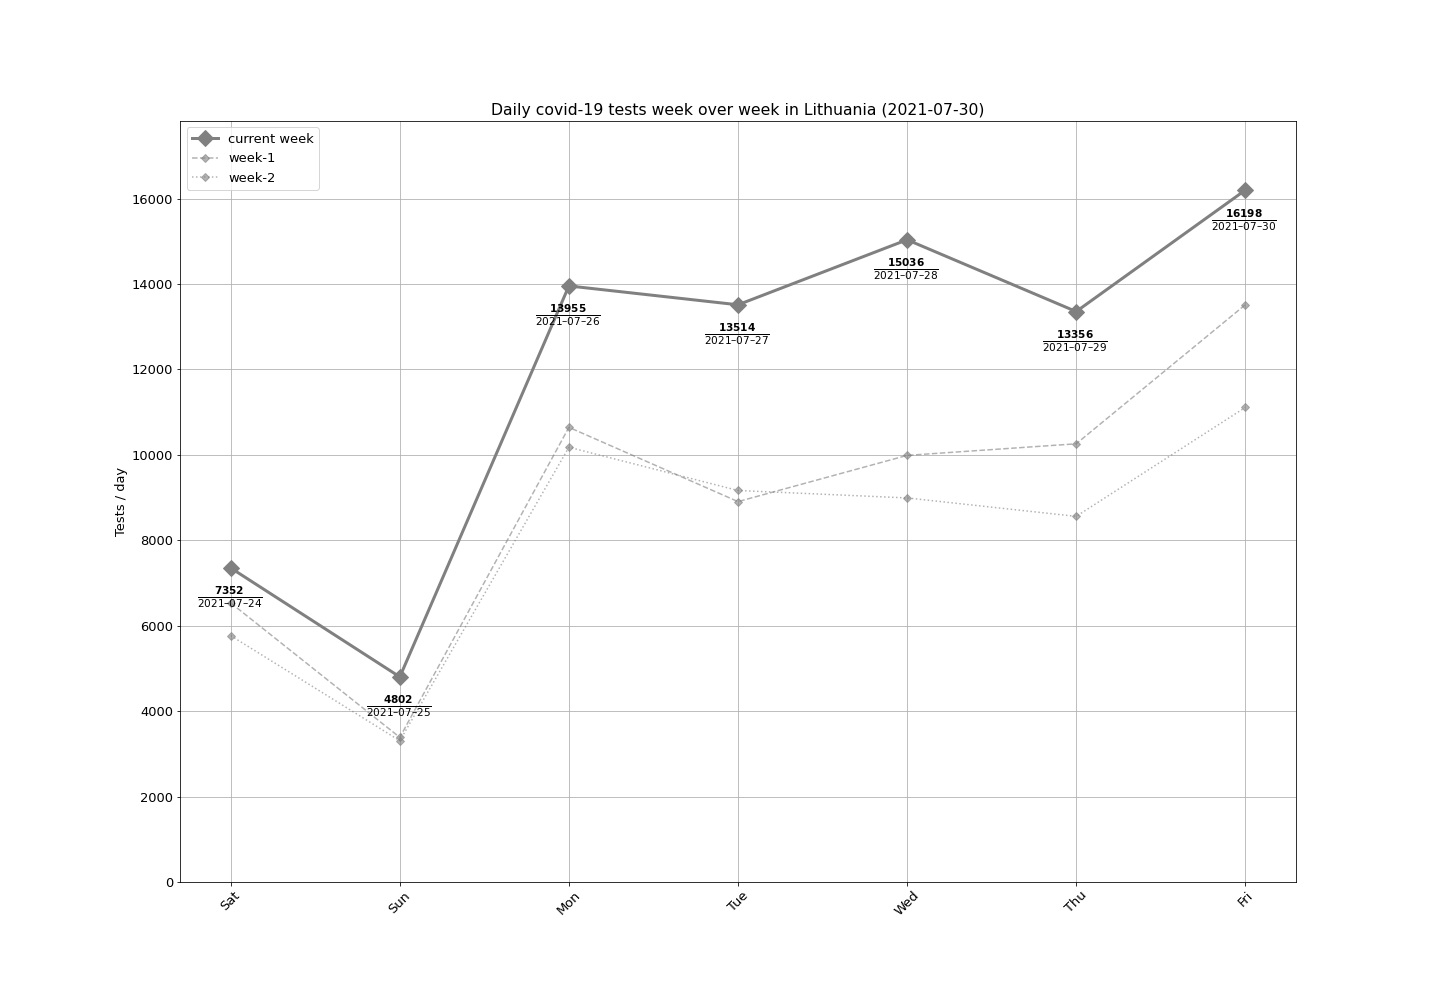 Daily covid-19 tests week over week in Lithuania (2021-07-30)
current week
week-1
week-2
16000
14000
12000
10000
8000
6000
4000
2000
0
Tests / day
7352
2021–07–24
4802
2021–07–25
13955
2021–07–26
13514
2021–07–27
15036
2021–07–28
13356
2021–07–29
16198
2021–07–30
Sat
Sun
Mon
Tue
Wed
Thu
Fri